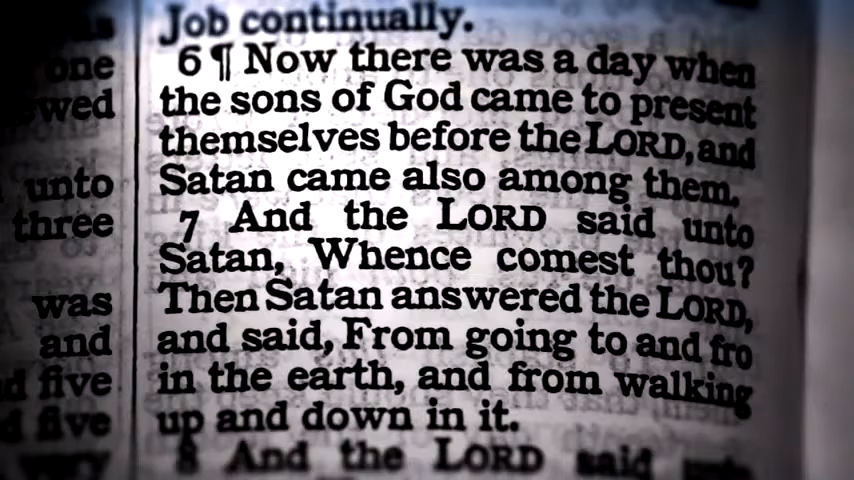 one
wed
unto
three
was
and
five
five
Job continually.
6 ¶ Now there was a day when
the sons of God came to present
themselves before the LORD, and
Satan came also among them.
7 And the LORD said unto
Satan, Whence comest thou?
Then Satan answered the LORD,
and said, From going to and fro
in the earth, and from walking
up and down in it.
8 And the LORD said unto